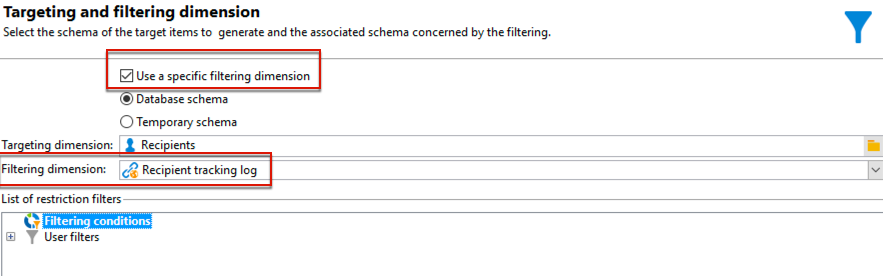 Targeting and filtering dimension
Select the schema of the target items to generate and the associated schema concerned by the filtering.
Use a specific filtering dimension
Database schema
Temporary schema
Targeting dimension: Recipients
Filtering dimension: Recipient tracking log
List of restriction filters
Filtering conditions
User filters